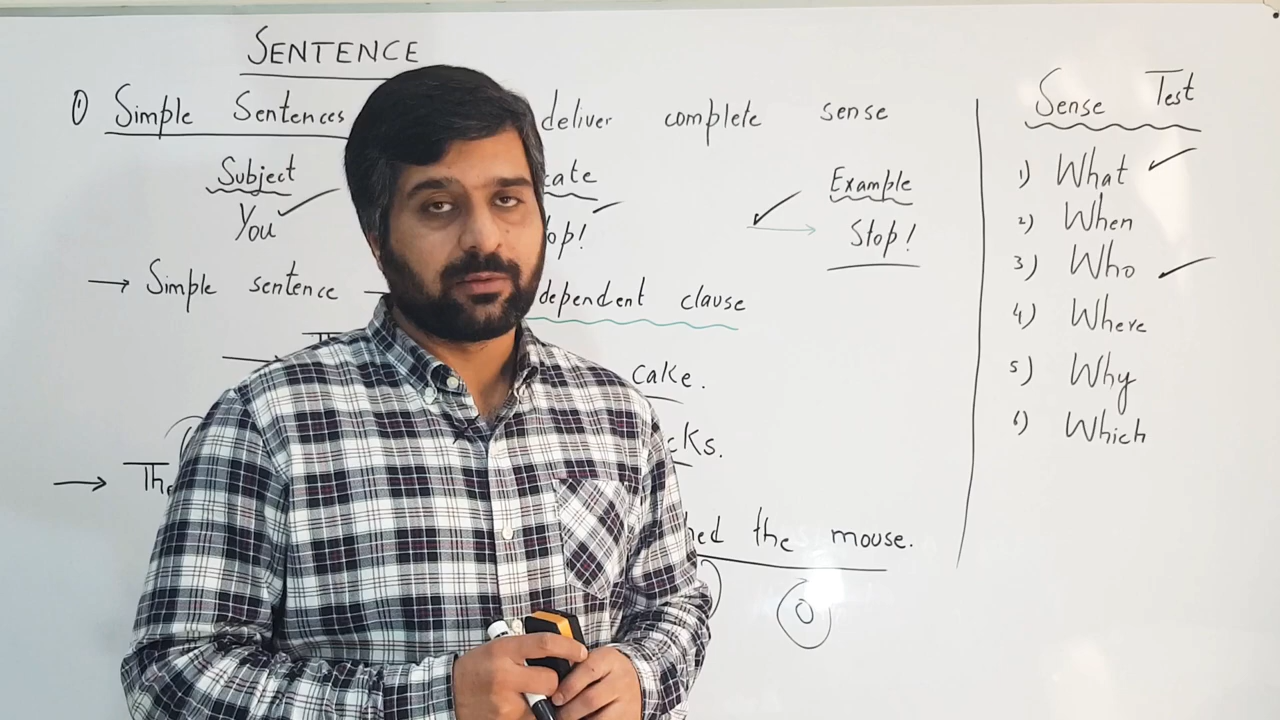 SENTENCE
1) Simple Sentences deliver complete sense
Subject cate Example
You op! Stop!
→ Simple sentence → dependent clause
→ cake.
cks.
→ The
hed the mouse.
O
Sense Test
1) What
2) When
3) Who
4) Where
5) Why
6) Which